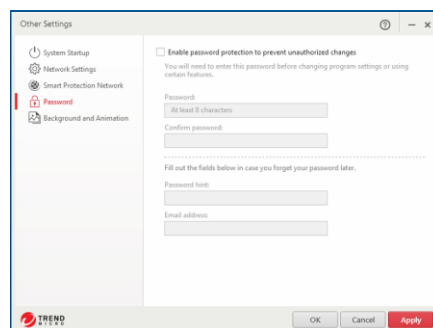 Other Settings
System Startup
Network Settings
Smart Protection Network
Password
Background and Animation
Enable password protection to prevent unauthorized changes
You will need to enter this password before changing program settings or using
certain features.
Password:
At least 8 characters
Confirm password:
Fill out the fields below in case you forget your password later.
Password hint:
Email address:
TREND
MICRO
OK
Cancel
Apply